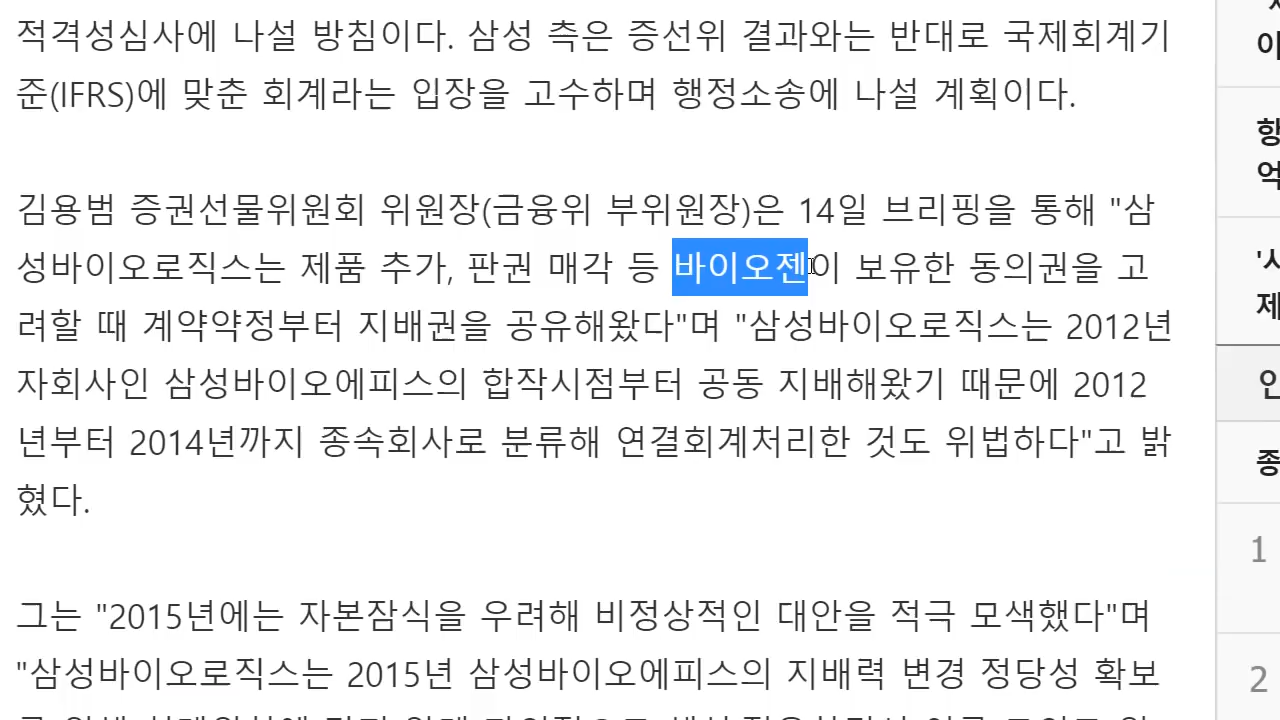 적격성심사에 나설 방침이다. 삼성 측은 증선위 결과와는 반대로 국제회계기
준(IFRS)에 맞춘 회계라는 입장을 고수하며 행정소송에 나설 계획이다.
김용범 증권선물위원회 위원장(금융위 부위원장)은 14일 브리핑을 통해 "삼
성바이오로직스는 제품 추가, 판권 매각 등 바이오젠이 보유한 동의권을 고
려할 때 계약약정부터 지배권을 공유해왔다"며 "삼성바이오로직스는 2012년
자회사인 삼성바이오에피스의 합작시점부터 공동 지배해왔기 때문에 2012
년부터 2014년까지 종속회사로 분류해 연결회계처리한 것도 위법하다"고 밝
혔다.
그는 "2015년에는 자본잠식을 우려해 비정상적인 대안을 적극 모색했다"며
"삼성바이오로직스는 2015년 삼성바이오에피스의 지배력 변경 정당성 확보
항
억
제
종
1
2